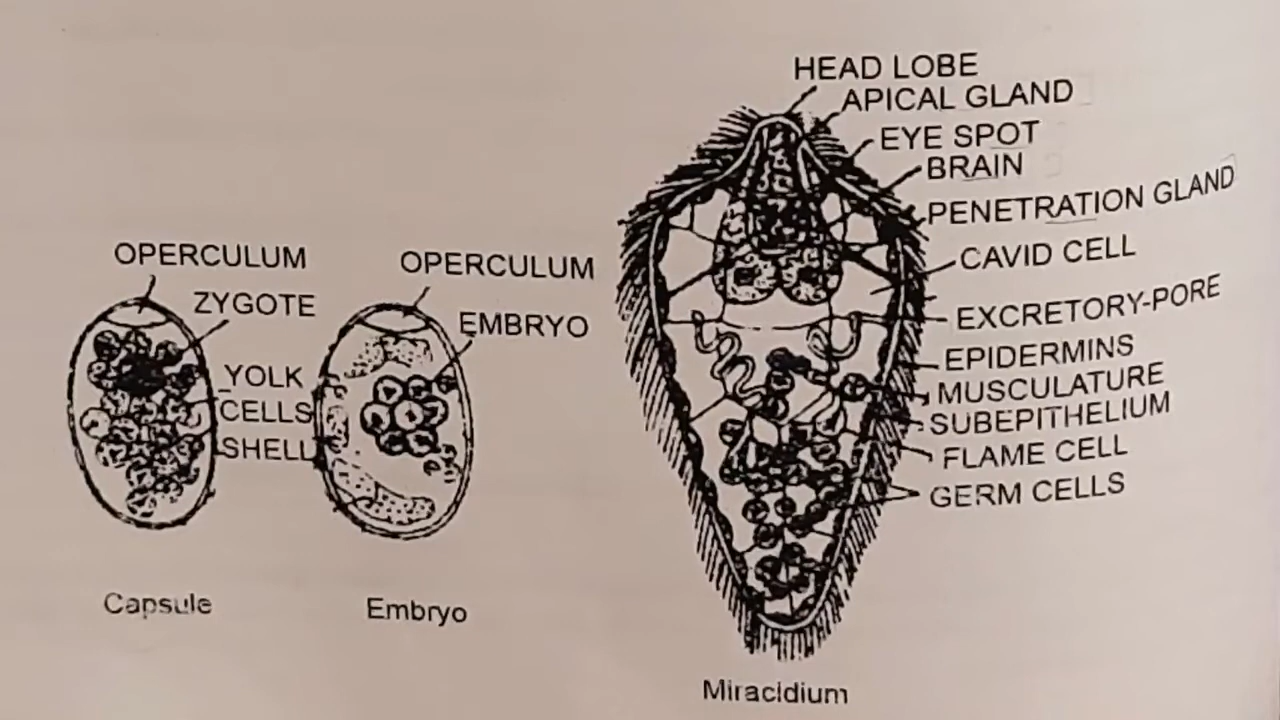 HEAD LOBE
APICAL GLAND
EYE SPOT
BRAIN
PENETRATION GLAND
CAVID CELL
EXCRETORY-PORE
EPIDERMINS
MUSCULATURE
SUBEPITHELIUM
FLAME CELL
GERM CELLS
OPERCULUM
ZYGOTE
YOLK
CELLS
SHELL
OPERCULUM
EMBRYO
Capsule
Embryo
Miracidium